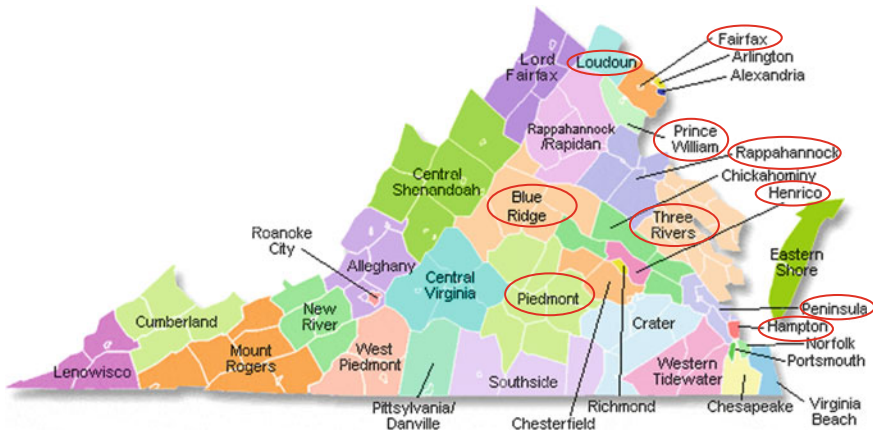 Fairfax
Arlington
Alexandria
Lord
Fairfax
Loudoun
Rappahannock
/Rapidan
Prince
William
Rappahannock
Chickahominy
Henrico
Central
Shenandoah
Blue
Ridge
Three
Rivers
Roanoke
City
Alleghany
Eastern
Shore
Central
Virginia
Piedmont
Peninsula
Cumberland
New
River
Crater
Hampton
Norfolk
Portsmouth
Lenowisco
Mount
Rogers
West
Piedmont
Southside
Western
Tidewater
Pittsylvania/
Danville
Chesterfield
Richmond
Chesapeake
Virginia
Beach